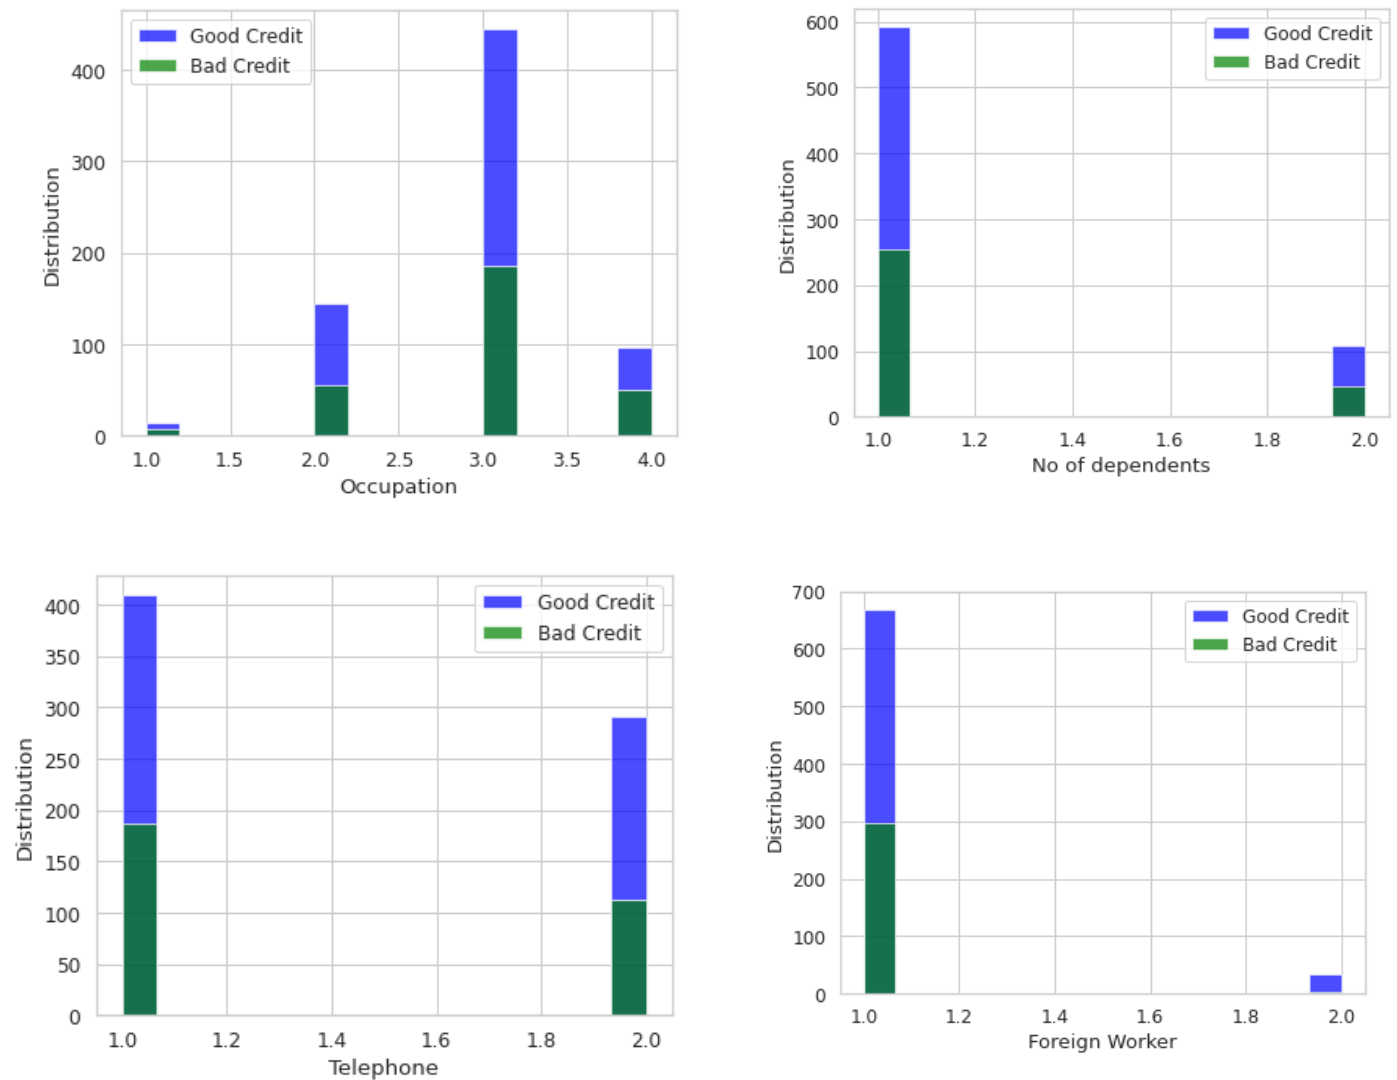 Good Credit
Bad Credit
400
300
200
100
0
Distribution
1.0 1.5 2.0 2.5 3.0 3.5 4.0
Occupation
Good Credit
Bad Credit
600
500
400
300
200
100
0
Distribution
1.0 1.2 1.4 1.6 1.8 2.0
No of dependents
Good Credit
Bad Credit
400
350
300
250
200
150
100
50
0
Distribution
1.0 1.2 1.4 1.6 1.8 2.0
Telephone
Good Credit
Bad Credit
700
600
500
400
300
200
100
0
Distribution
1.0 1.2 1.4 1.6 1.8 2.0
Foreign Worker